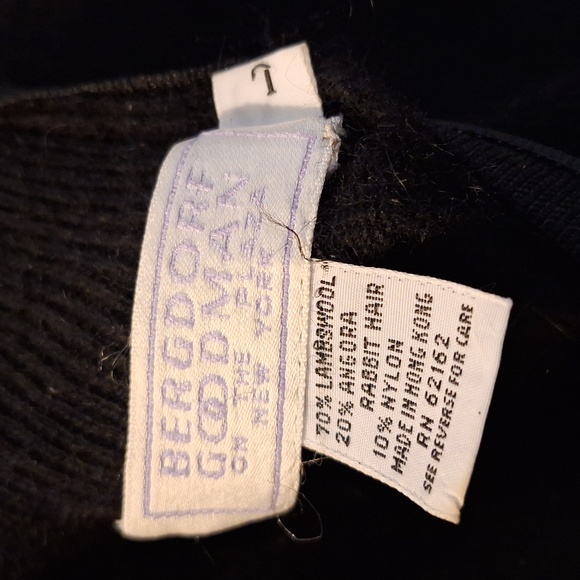 L
BERGDORF
GOODMAN
ON THE PLAZA
NEW YORK
70% LAMBSWOOL
20% ANGORA
RABBIT HAIR
10% NYLON
MADE IN HONG KONG
RN 62162
SEE REVERSE FOR CARE